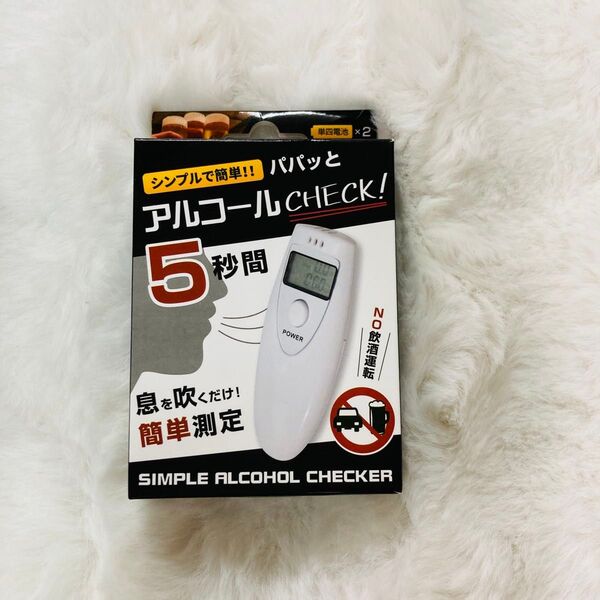 単四電池×2
シンプルで簡単!! パパッと
アルコールCHECK!
5秒間
POWER
NO飲酒運転
息を吹くだけ!
簡単測定
SIMPLE ALCOHOL CHECKER